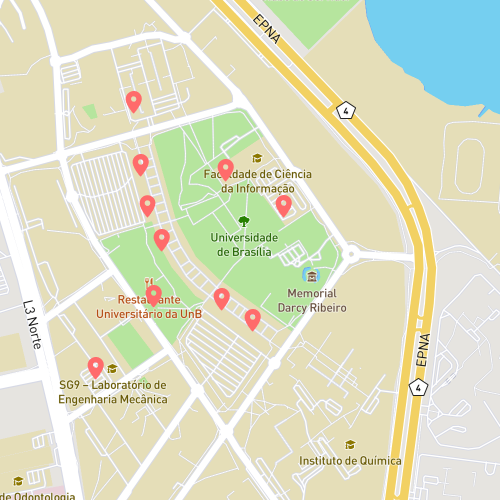 EPNA
4
Faculdade de Ciência
da Informação
Universidade
de Brasília
Memorial
Darcy Ribeiro
Restaurante
Universitário da UnB
L3 Norte
EPNA
4
SG9 – Laboratório de
Engenharia Mecânica
Instituto de Química
de Odontologia